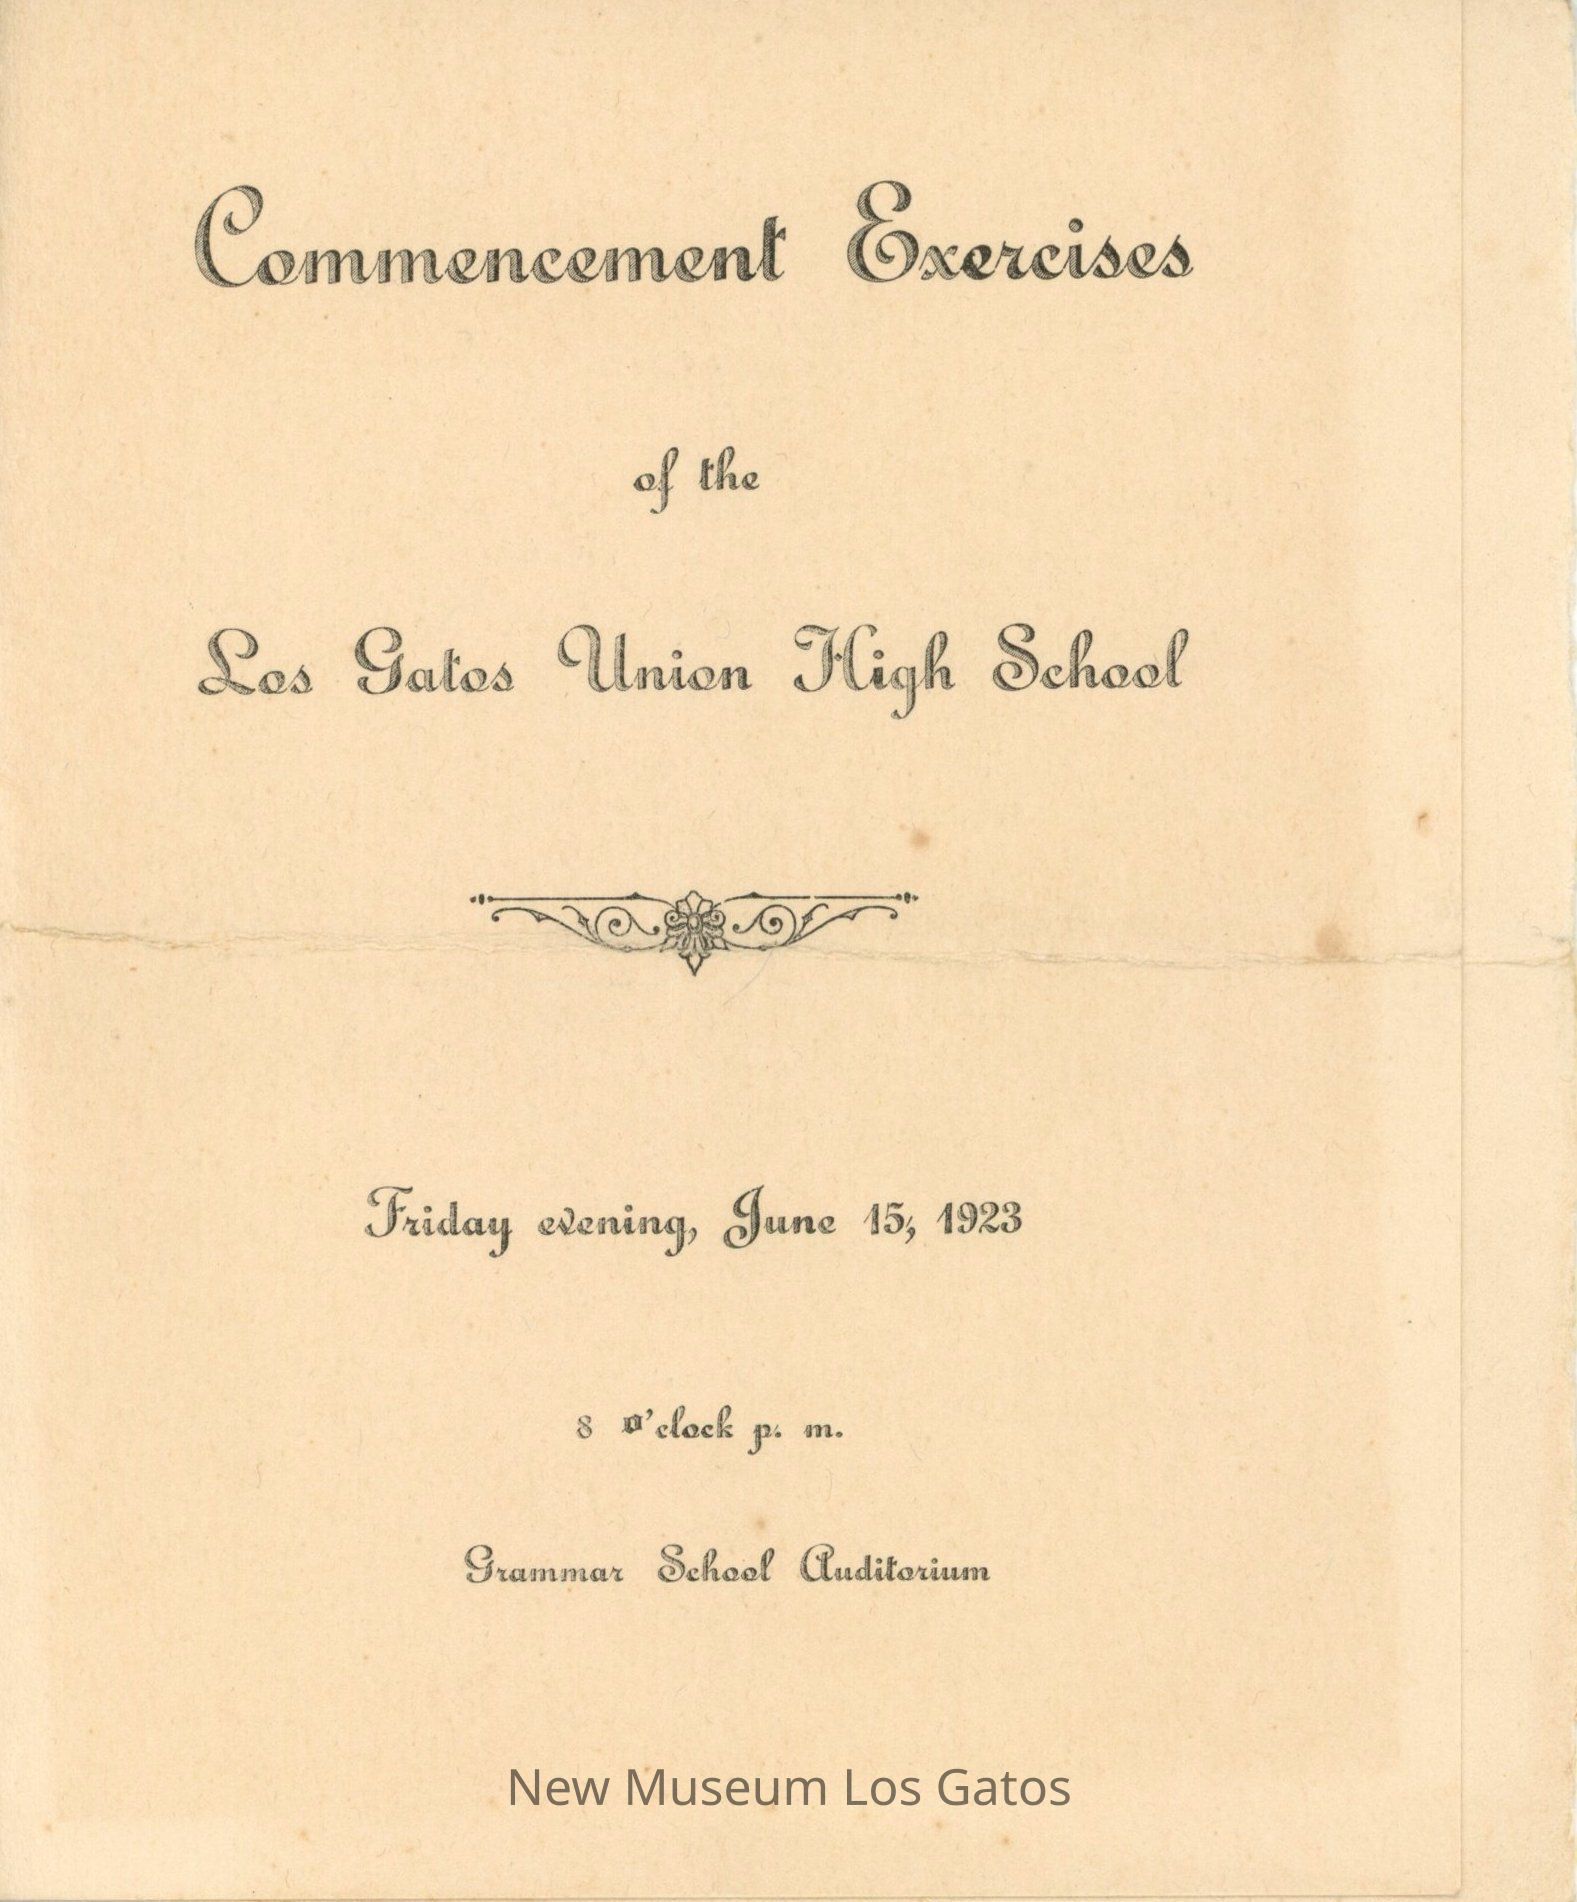 Commencement Exercises
of the
Los Gatos Union High School
Friday evening, June 15, 1923
8 O'clock p. m.
Grammar School Auditorium
New Museum Los Gatos